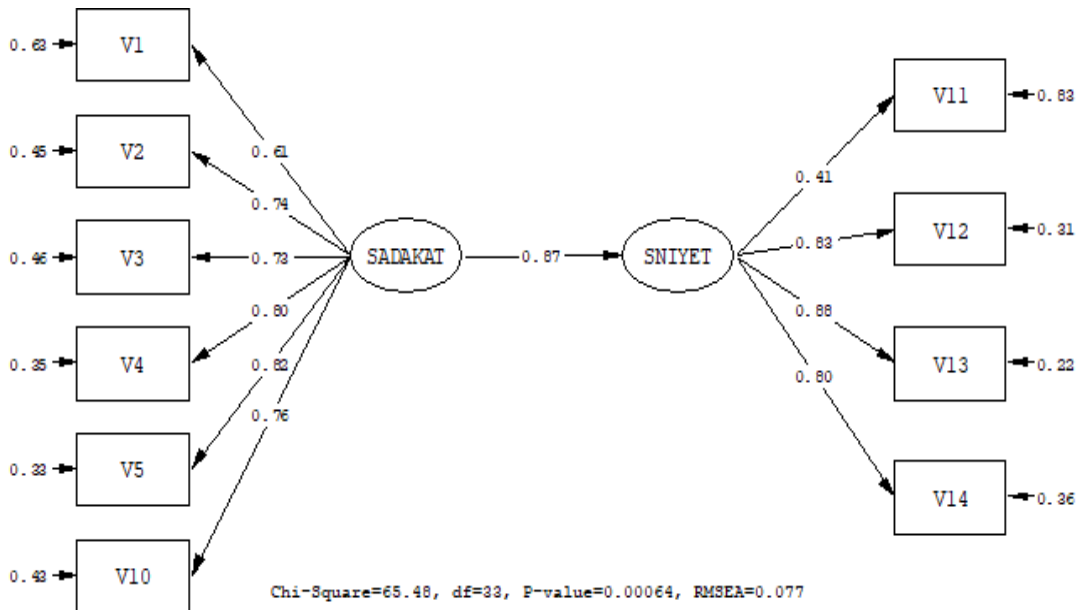 0.63 V1
0.45 V2
0.46 V3
0.35 V4
0.33 V5
0.43 V10
0.61
0.74
0.73
0.80
0.82
0.76
SADAKAT
0.87
SNIYET
0.41
0.83
0.88
0.80
V11 0.83
V12 0.31
V13 0.22
V14 0.36
Chi-Square=65.48, df=33, P-value=0.00064, RMSEA=0.077